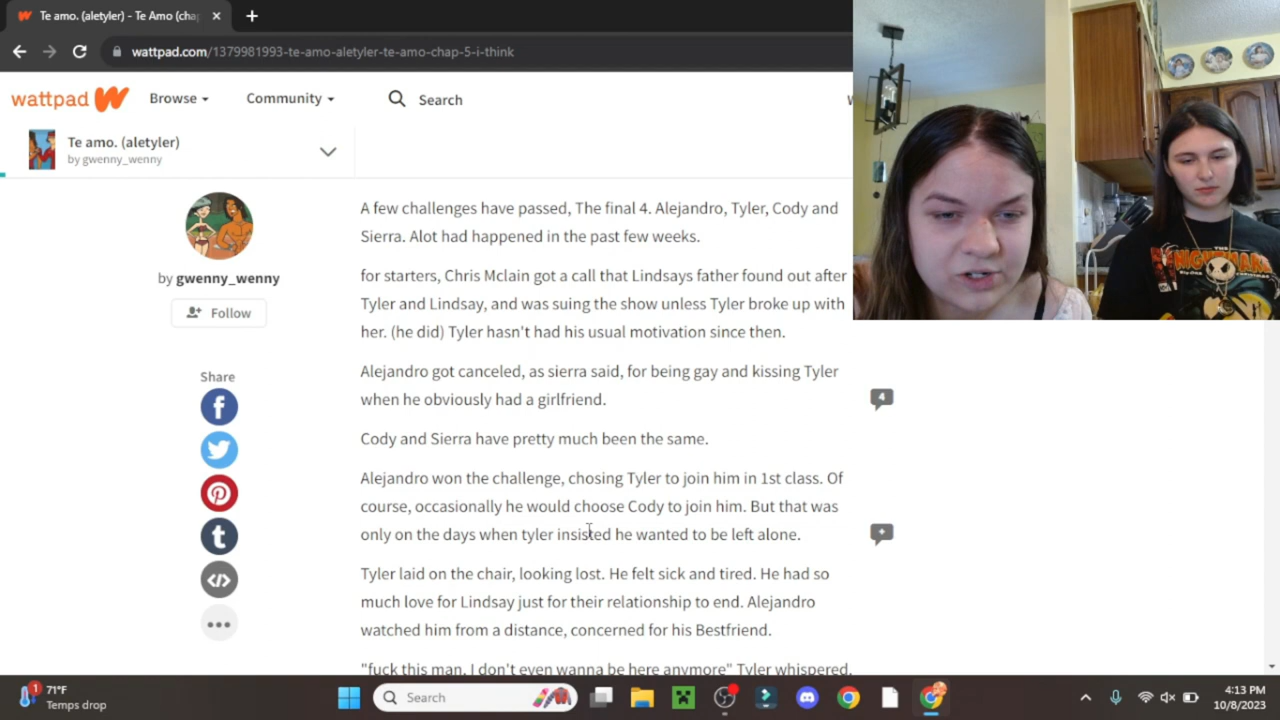 Te amo. (aletyler) - Te Amo (cha
wattpad.com/1379981993-te-amo-aletyler-te-amo-chap-5-i-think
wattpad
Browse
Community
Search
Te amo. (aletyler)
by gwenny_wenny
by gwenny_wenny
Follow
Share
A few challenges have passed, The final 4. Alejandro, Tyler, Cody and
Sierra. Alot had happened in the past few weeks.
for starters, Chris Mclain got a call that Lindsays father found out after
Tyler and Lindsay, and was suing the show unless Tyler broke up with
her. (he did) Tyler hasn't had his usual motivation since then.
Alejandro got canceled, as sierra said, for being gay and kissing Tyler
when he obviously had a girlfriend.
4
Cody and Sierra have pretty much been the same.
Alejandro won the challenge, chosing Tyler to join him in 1st class. Of
course, occasionally he would choose Cody to join him. But that was
only on the days when tyler insisted he wanted to be left alone.
Tyler laid on the chair, looking lost. He felt sick and tired. He had so
much love for Lindsay just for their relationship to end. Alejandro
watched him from a distance, concerned for his Bestfriend.
"fuck this man. I don't even wanna be here anymore" Tyler whispered.
THE
NIGHTMARE
1
71°F
Temps drop
Search
4:13 PM
10/8/2023